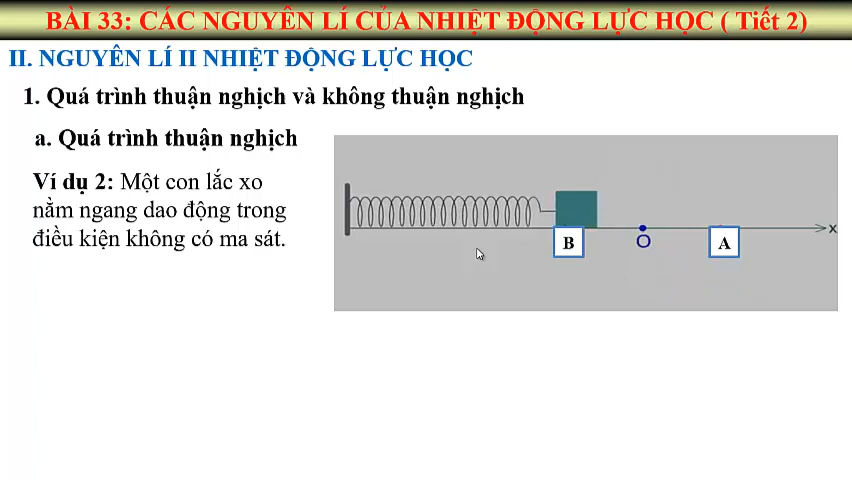 BÀI 33: CÁC NGUYÊN LÍ CỦA NHIỆT ĐỘNG LỰC HỌC ( Tiết 2)
II. NGUYÊN LÍ II NHIỆT ĐỘNG LỰC HỌC
1. Quá trình thuận nghịch và không thuận nghịch
a. Quá trình thuận nghịch
Ví dụ 2: Một con lắc xo
nằm ngang dao động trong
điều kiện không có ma sát.
B O A x